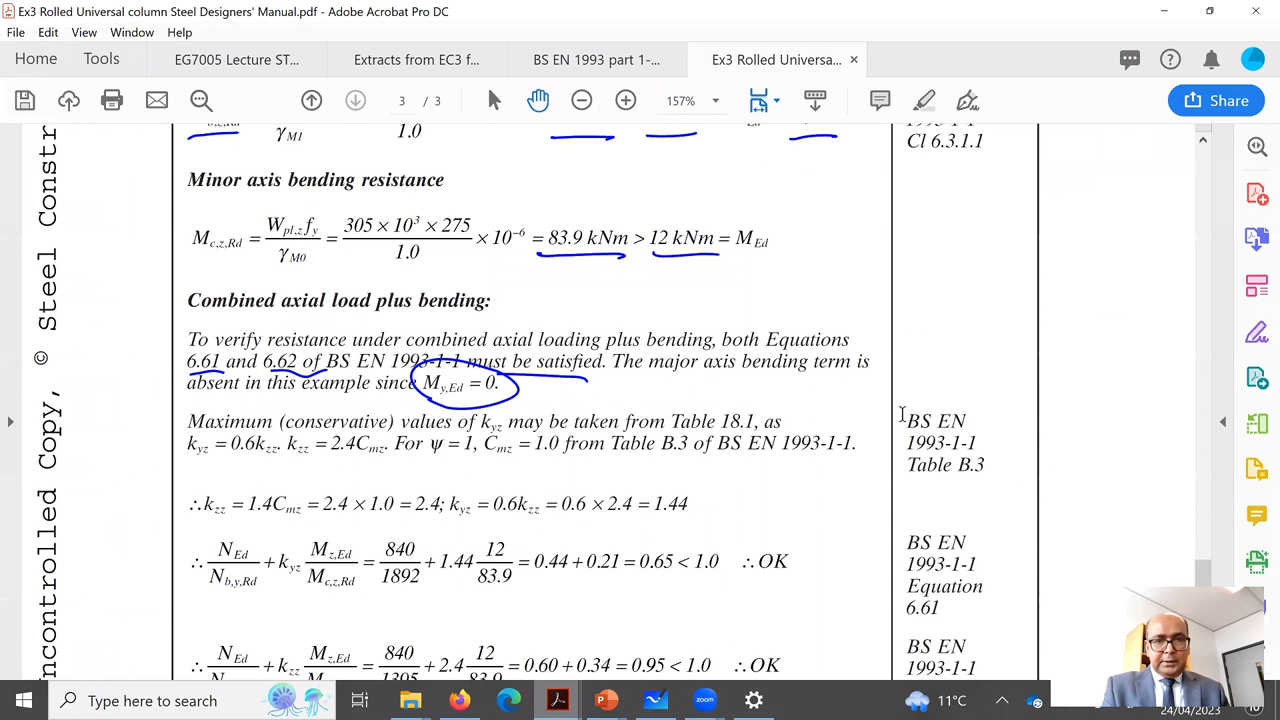 Ex3 Rolled Universal column Steel Designers' Manual.pdf - Adobe Acrobat Pro DC
File Edit View Window Help
Home Tools EG7005 Lecture ST... Extracts from EC3 f... BS EN 1993 part 1-... Ex3 Rolled Universa... ×
3 / 3 157% Share
γM1 1.0
Cl 6.3.1.1
Minor axis bending resistance
Mc,z,Rd = Wpl,z fy / γM0 = 305 × 10³ × 275 / 1.0 × 10⁻⁶ = 83.9 kNm > 12 kNm = MEd
Combined axial load plus bending:
To verify resistance under combined axial loading plus bending, both Equations
6.61 and 6.62 of BS EN 1993-1-1 must be satisfied. The major axis bending term is
absent in this example since My,Ed = 0.
Maximum (conservative) values of kyz may be taken from Table 18.1, as
kyz = 0.6kzz. kzz = 2.4Cmz. For ψ = 1, Cmz = 1.0 from Table B.3 of BS EN 1993-1-1.
BS EN
1993-1-1
Table B.3
∴ kzz = 1.4Cmz = 2.4 × 1.0 = 2.4; kyz = 0.6kzz = 0.6 × 2.4 = 1.44
∴ NEd / Nb,y,Rd + kyz Mz,Ed / Mc,z,Rd = 840 / 1892 + 1.44 12 / 83.9 = 0.44 + 0.21 = 0.65 < 1.0 ∴ OK
BS EN
1993-1-1
Equation
6.61
∴ NEd + kzz Mz,Ed = 840 / 1395 + 2.4 12 / 83.9 = 0.60 + 0.34 = 0.95 < 1.0 ∴ OK
BS EN
1993-1-1
ncontrolled Copy, © Steel Constr
Type here to search
zoom
11°C
24/04/2023